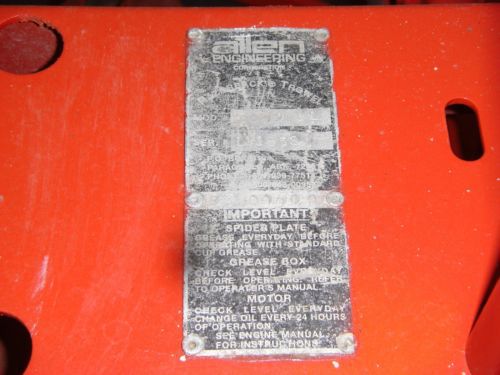 allen
ENGINEERING
CORPORATION
MOD
SER
IMPORTANT
SPIDER PLATE
GREASE EVERYDAY BEFORE
OPERATING WITH STANDARD
CUP GREASE.
GREASE BOX
CHECK LEVEL EVERYDAY
BEFORE OPERATING. REFER
TO OPERATOR'S MANUAL.
MOTOR
CHECK LEVEL EVERYDAY
CHANGE OIL EVERY 24 HOURS
OF OPERATION.
SEE ENGINE MANUAL
FOR INSTRUCTIONS